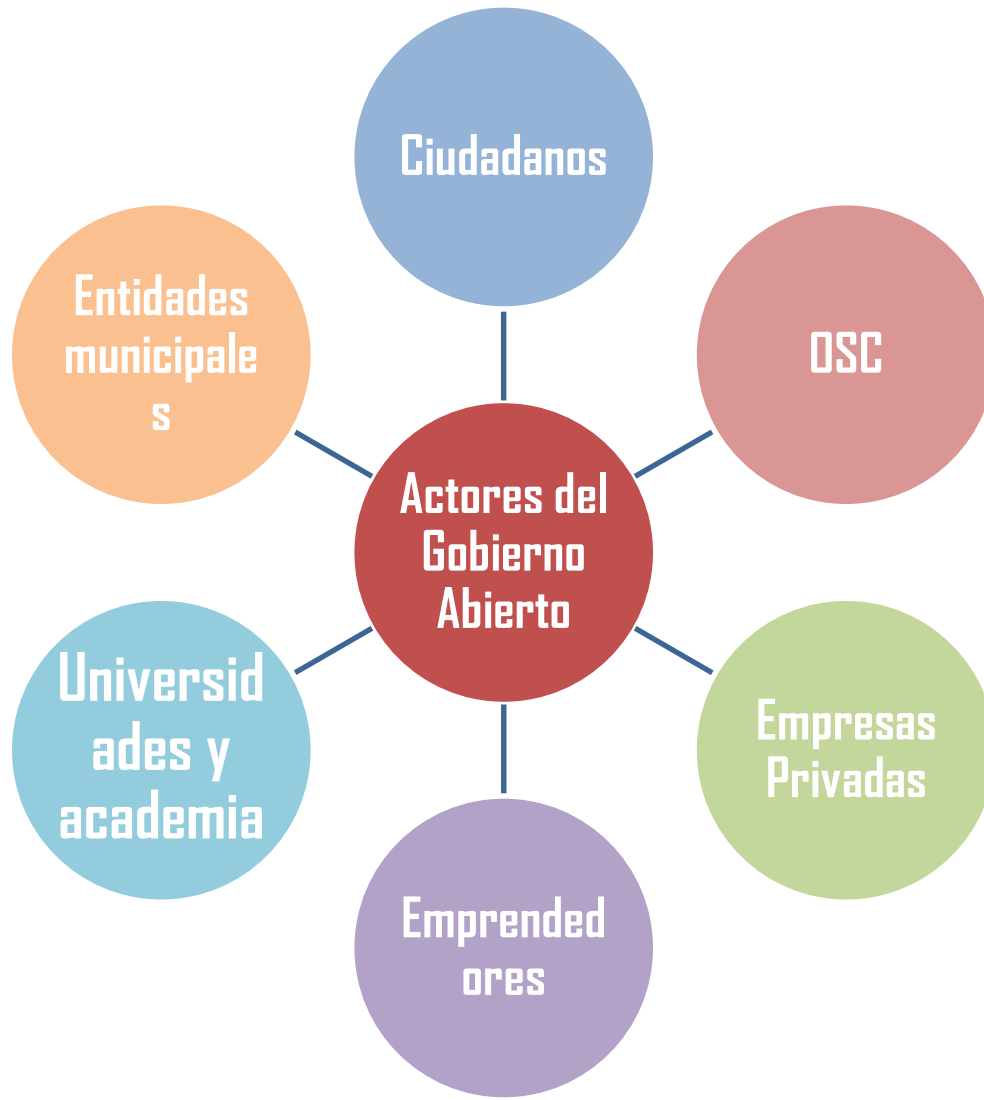 Ciudadanos
Entidades
municipale
s
OSC
Actores del
Gobierno
Abierto
Universid
ades y
academia
Empresas
Privadas
Emprended
ores